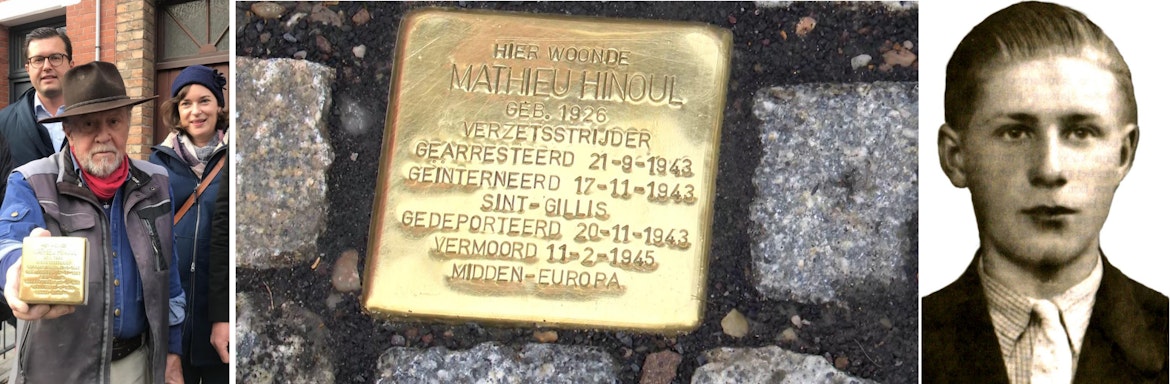 HIER WOONDE
MATHIEU HINOUL
GEB. 1926
VERZETSSTRIJDER
GEARRESTEERD 21-9-1943
GEINTERNEERD 17-11-1943
SINT-GILLIS
GEDEPORTEERD 20-11-1943
VERMOORD 11-2-1945
MIDDEN-EUROPA